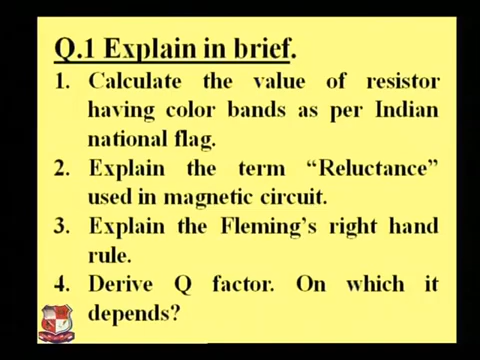 Q.1 Explain in brief.
1. Calculate the value of resistor
having color bands as per Indian
national flag.
2. Explain the term “Reluctance”
used in magnetic circuit.
3. Explain the Fleming’s right hand
rule.
4. Derive Q factor. On which it
depends?